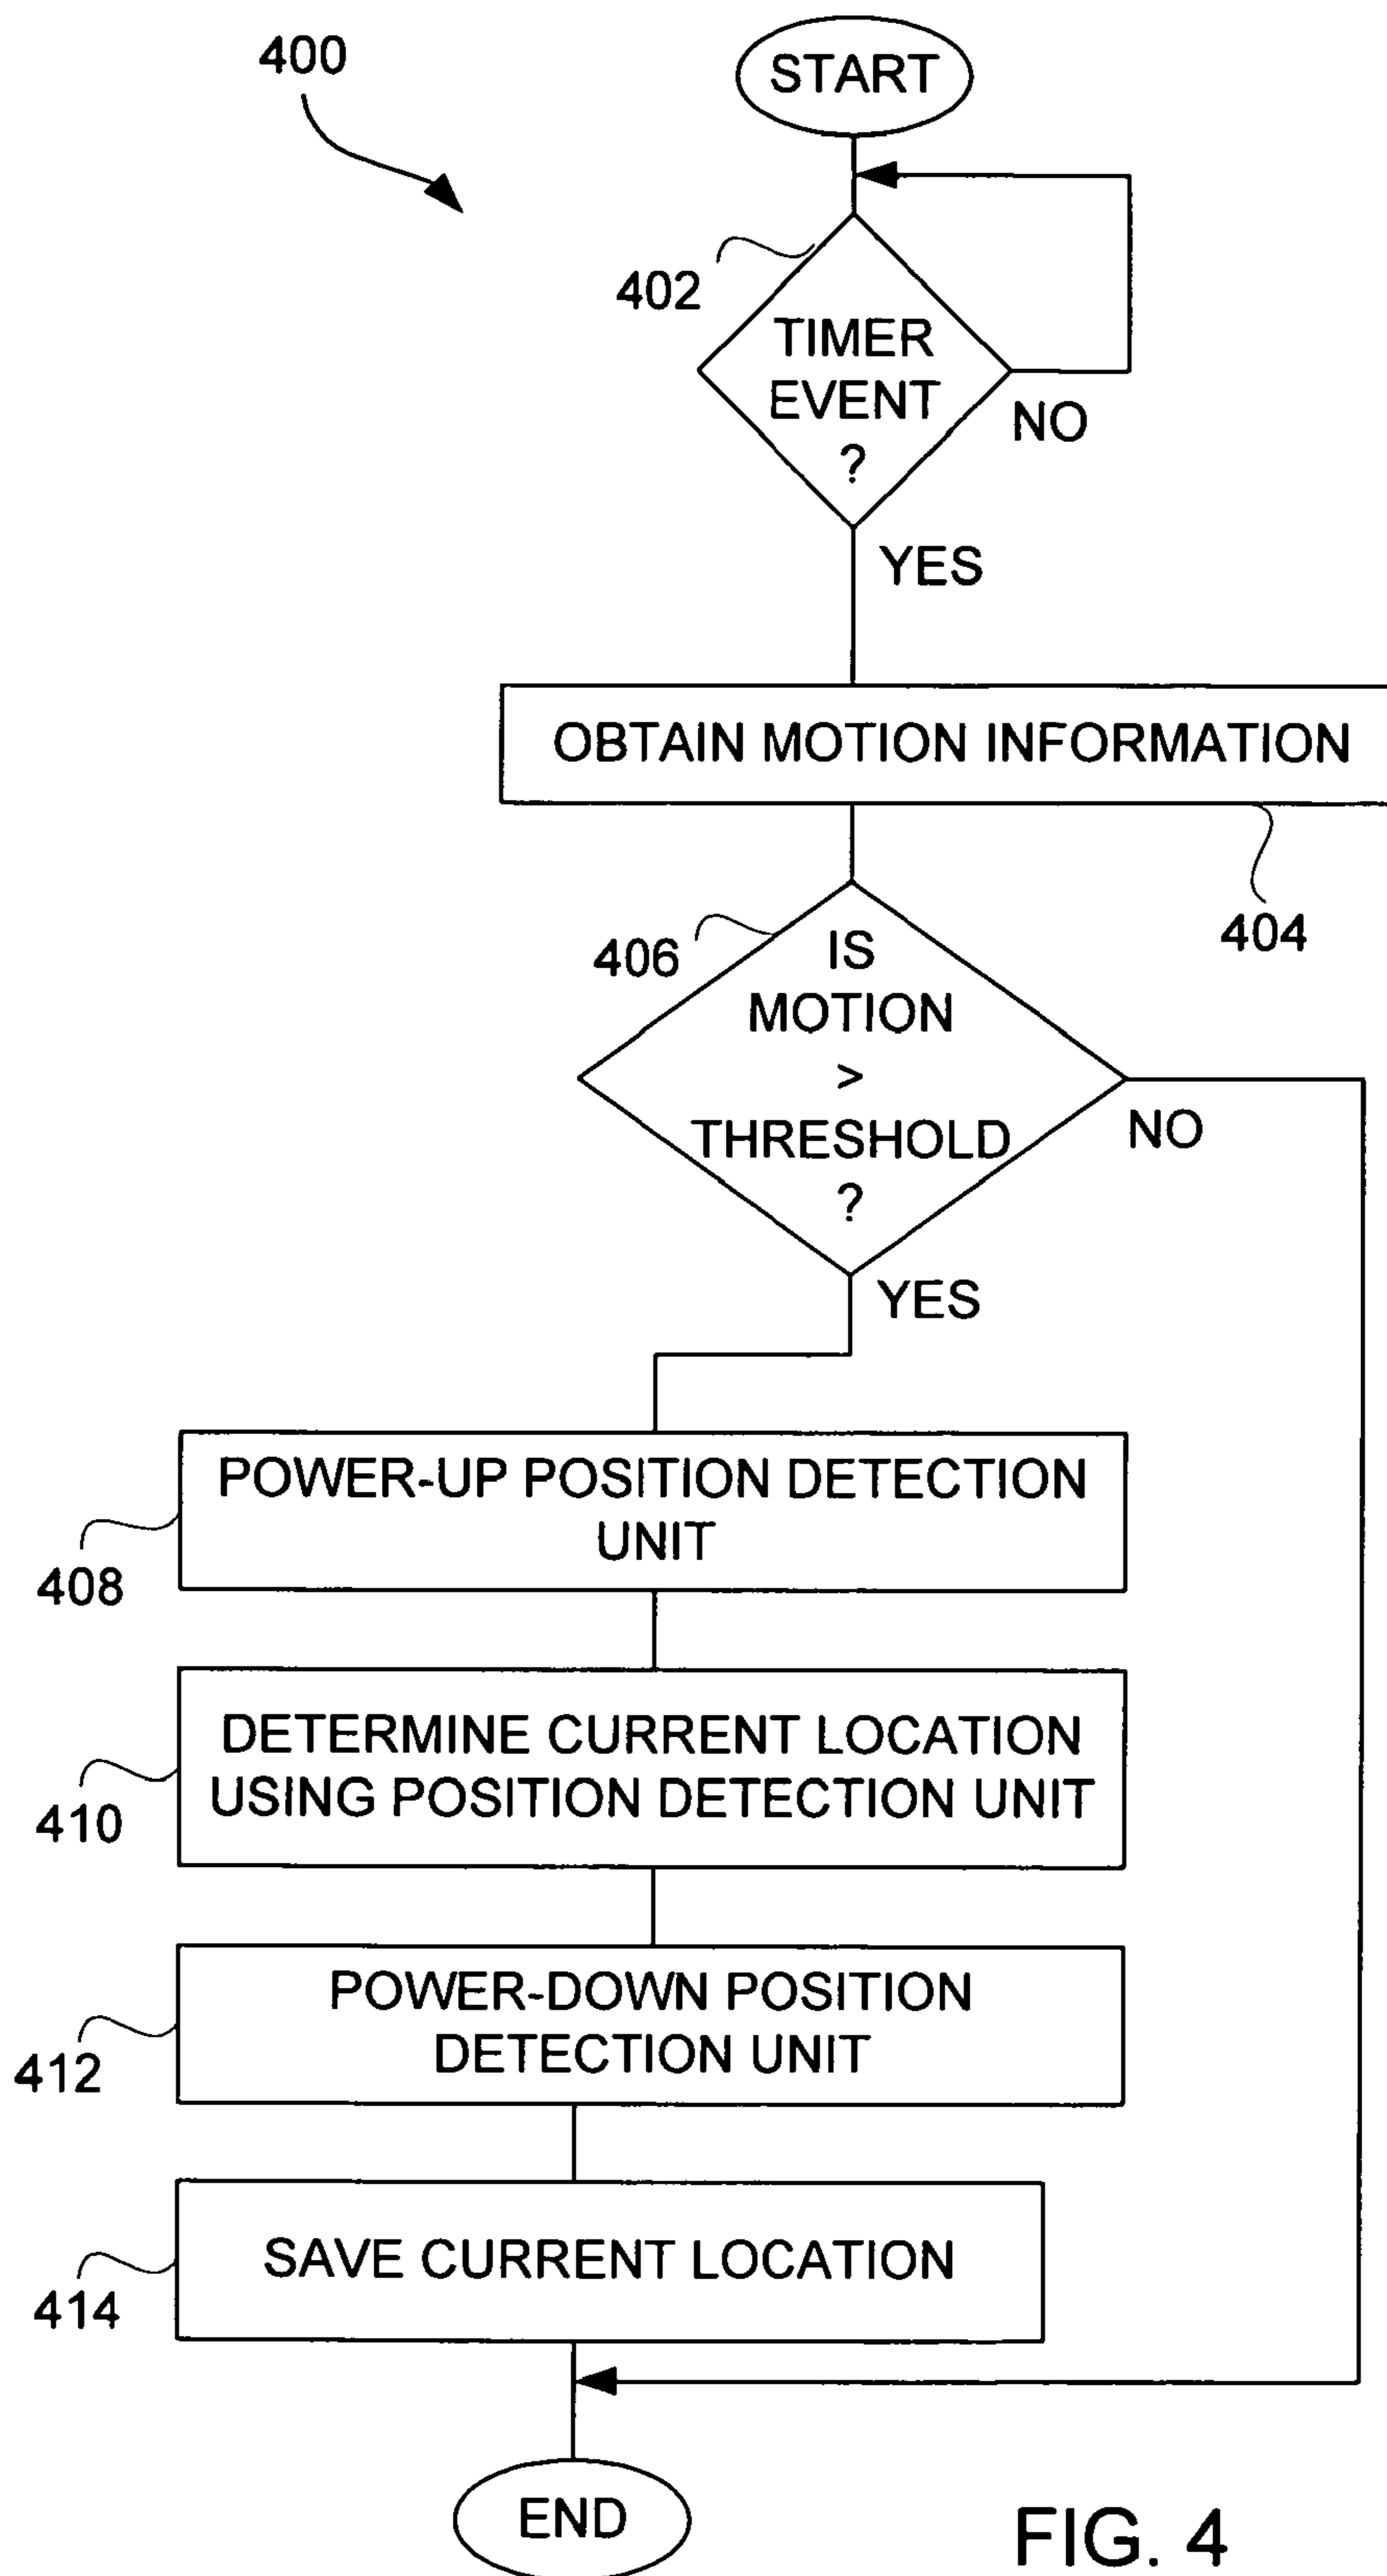 400
START
402
TIMER
EVENT
?
NO
YES
OBTAIN MOTION INFORMATION
404
406
IS
MOTION
>
THRESHOLD
?
NO
YES
POWER-UP POSITION DETECTION
UNIT
408
DETERMINE CURRENT LOCATION
USING POSITION DETECTION UNIT
410
POWER-DOWN POSITION
DETECTION UNIT
412
SAVE CURRENT LOCATION
414
END
FIG. 4